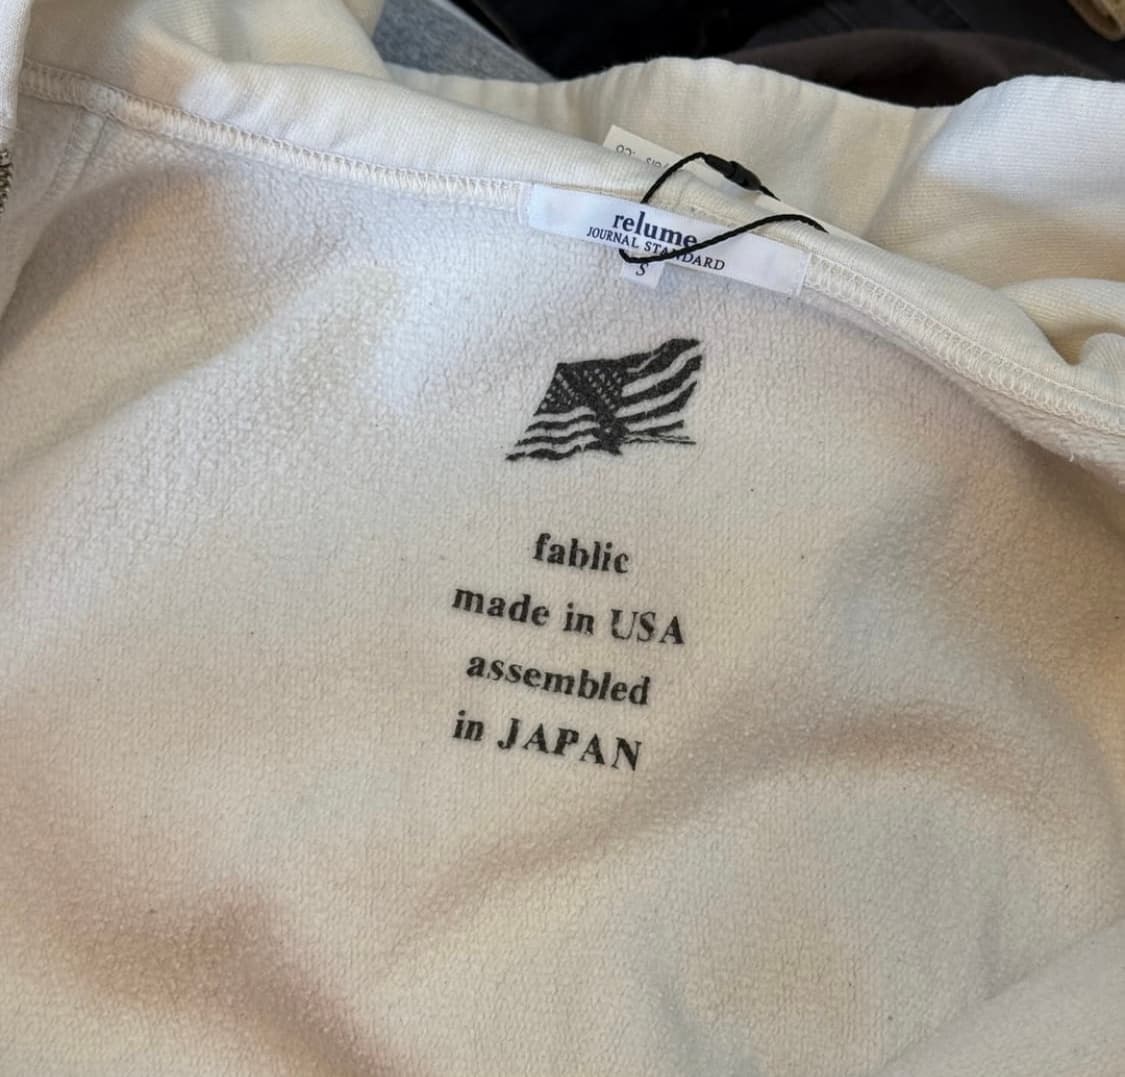 relume
JOURNAL STANDARD
S
fablic
made in USA
assembled
in JAPAN